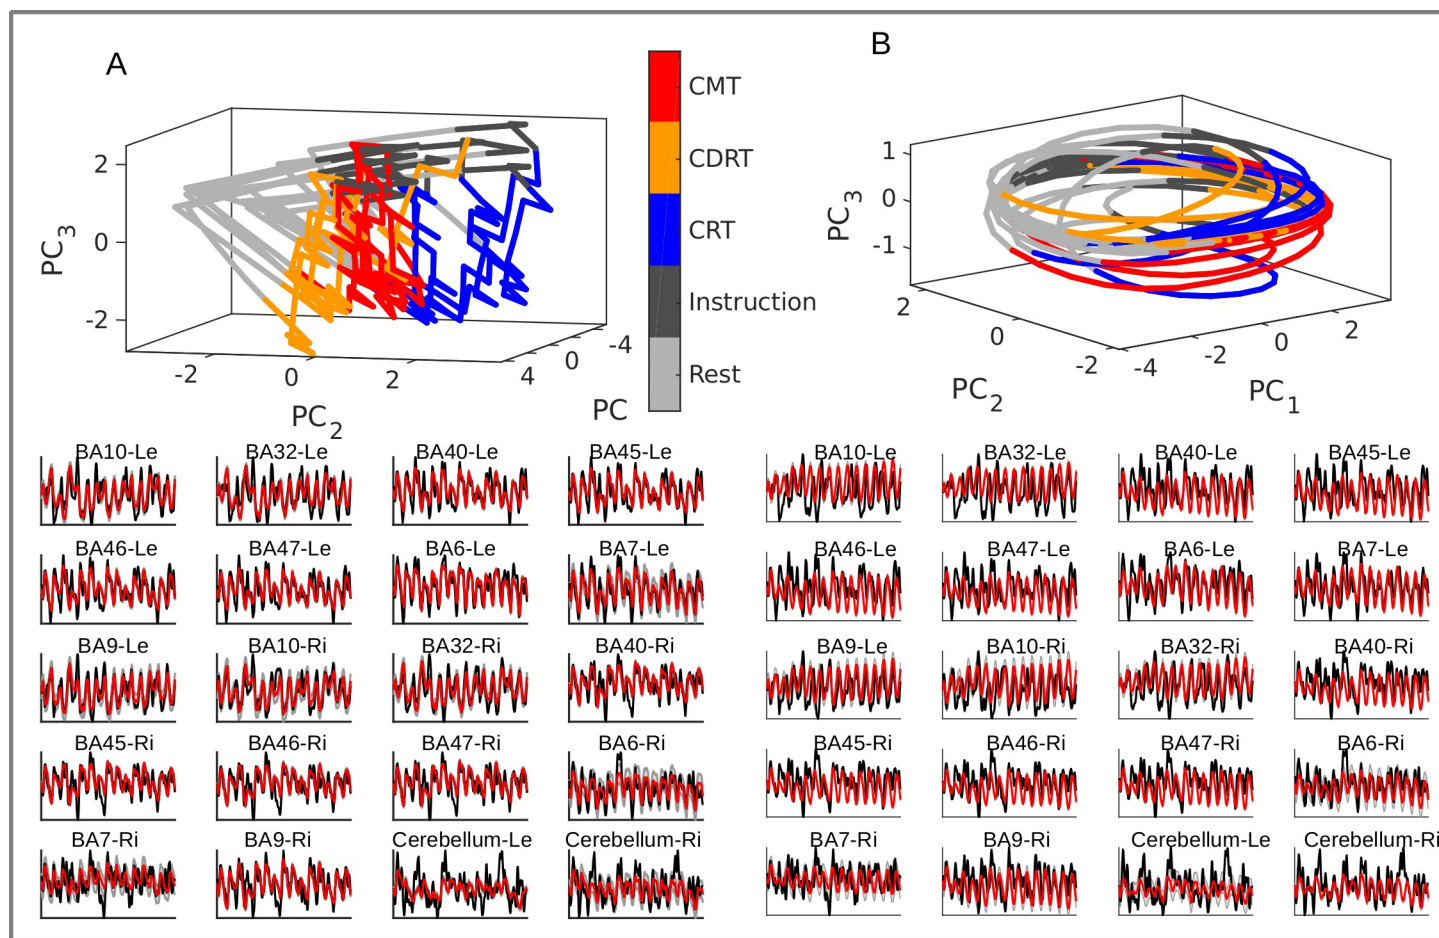 A
B
CMT
CDRT
CRT
Instruction
Rest
PC3
2
0
-2
-2
0
2
4
0
-4
PC2
PC
PC3
1
0
-1
2
0
-2
-4
-2
0
2
PC2
PC1
BA10-Le BA32-Le BA40-Le BA45-Le BA10-Le BA32-Le BA40-Le BA45-Le
BA46-Le BA47-Le BA6-Le BA7-Le BA46-Le BA47-Le BA6-Le BA7-Le
BA9-Le BA10-Ri BA32-Ri BA40-Ri BA9-Le BA10-Ri BA32-Ri BA40-Ri
BA45-Ri BA46-Ri BA47-Ri BA6-Ri BA45-Ri BA46-Ri BA47-Ri BA6-Ri
BA7-Ri BA9-Ri Cerebellum-Le Cerebellum-Ri BA7-Ri BA9-Ri Cerebellum-Le Cerebellum-Ri